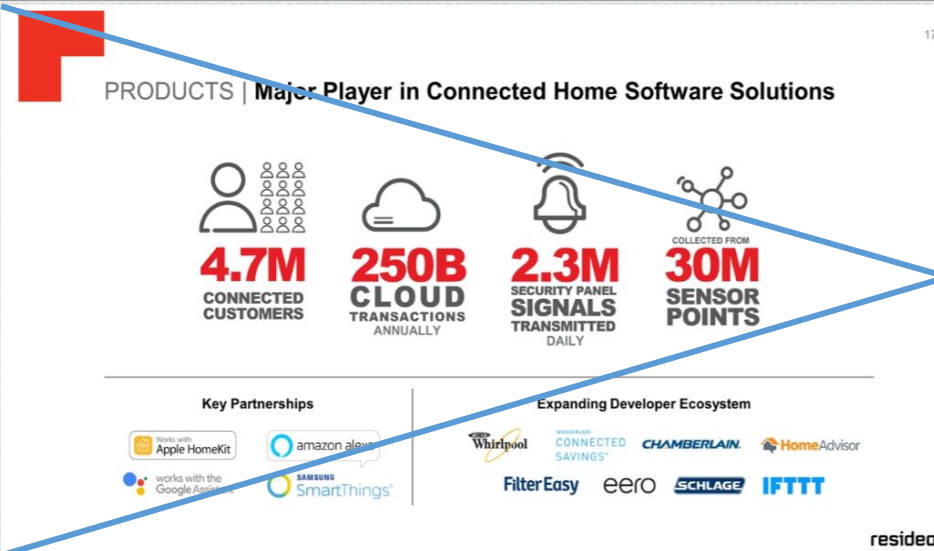 17
PRODUCTS | Major Player in Connected Home Software Solutions
4.7M
CONNECTED
CUSTOMERS
250B
CLOUD
TRANSACTIONS
ANNUALLY
2.3M
SECURITY PANEL
SIGNALS
TRANSMITTED
DAILY
COLLECTED FROM
30M
SENSOR
POINTS
Key Partnerships
Works with
Apple HomeKit
amazon alexa
works with the
Google Assistant
SAMSUNG
SmartThings
Expanding Developer Ecosystem
Whirlpool
WHISKERLABS
CONNECTED
SAVINGS
CHAMBERLAIN
HomeAdvisor
FilterEasy
eero
SCHLAGE
IFTTT
resideo